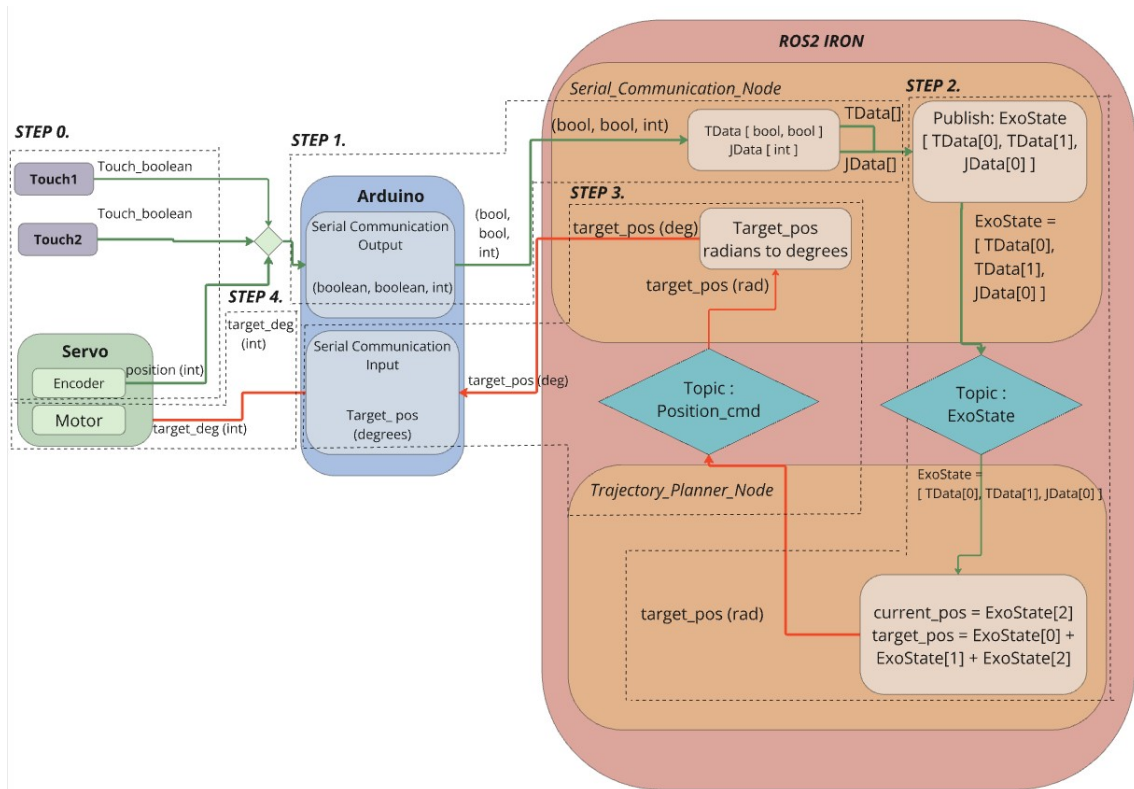 ROS2 IRON
STEP 0.
Touch1
Touch_boolean
Touch2
Touch_boolean
Servo
Encoder
position (int)
Motor
target_deg (int)
STEP 4.
target_deg
(int)
STEP 1.
Arduino
Serial Communication
Output
(boolean, boolean, int)
Serial Communication
Input
Target_pos
(degrees)
(bool,
bool,
int)
target_pos (deg)
Serial_Communication_Node
(bool, bool, int)
TData [ bool, bool ]
JData [ int ]
TData[]
JData[]
STEP 2.
Publish: ExoState
[ TData[0], TData[1],
JData[0] ]
ExoState =
[ TData[0],
TData[1],
JData[0] ]
STEP 3.
target_pos (deg)
Target_pos
radians to degrees
target_pos (rad)
Topic :
Position_cmd
Topic :
ExoState
ExoState =
[ TData[0], TData[1], JData[0] ]
Trajectory_Planner_Node
target_pos (rad)
current_pos = ExoState[2]
target_pos = ExoState[0] +
ExoState[1] + ExoState[2]